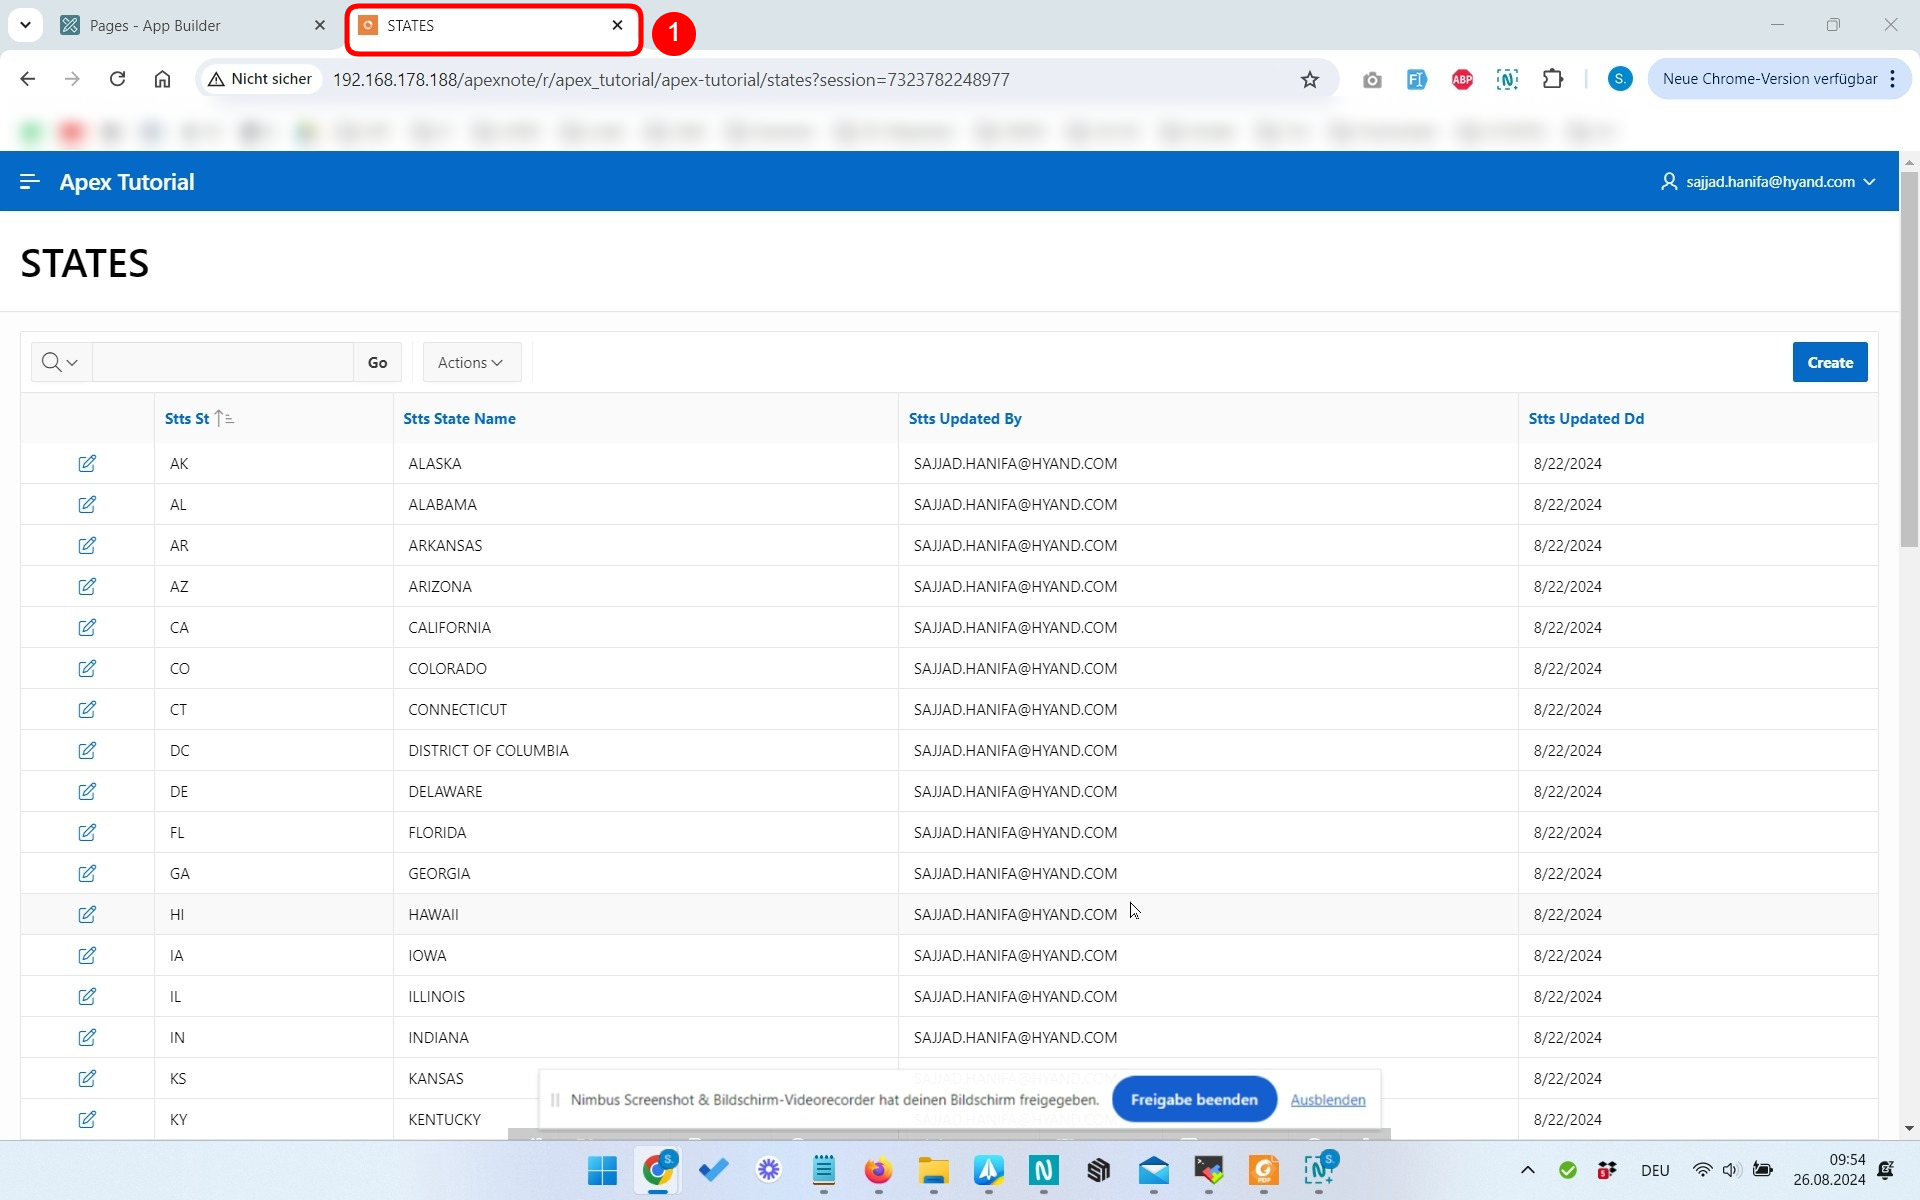 Pages - App Builder
STATES
1
Nicht sicher
192.168.178.188/apexnote/r/apex_tutorial/apex-tutorial/states?session=7323782248977
ABP
S.
Neue Chrome-Version verfügbar
Apex Tutorial
sajjad.hanifa@hyand.com
STATES
Go
Actions
Create
Stts St
Stts State Name
Stts Updated By
Stts Updated Dd
AK ALASKA SAJJAD.HANIFA@HYAND.COM 8/22/2024
AL ALABAMA SAJJAD.HANIFA@HYAND.COM 8/22/2024
AR ARKANSAS SAJJAD.HANIFA@HYAND.COM 8/22/2024
AZ ARIZONA SAJJAD.HANIFA@HYAND.COM 8/22/2024
CA CALIFORNIA SAJJAD.HANIFA@HYAND.COM 8/22/2024
CO COLORADO SAJJAD.HANIFA@HYAND.COM 8/22/2024
CT CONNECTICUT SAJJAD.HANIFA@HYAND.COM 8/22/2024
DC DISTRICT OF COLUMBIA SAJJAD.HANIFA@HYAND.COM 8/22/2024
DE DELAWARE SAJJAD.HANIFA@HYAND.COM 8/22/2024
FL FLORIDA SAJJAD.HANIFA@HYAND.COM 8/22/2024
GA GEORGIA SAJJAD.HANIFA@HYAND.COM 8/22/2024
HI HAWAII SAJJAD.HANIFA@HYAND.COM 8/22/2024
IA IOWA SAJJAD.HANIFA@HYAND.COM 8/22/2024
IL ILLINOIS SAJJAD.HANIFA@HYAND.COM 8/22/2024
IN INDIANA SAJJAD.HANIFA@HYAND.COM 8/22/2024
KS KANSAS 8/22/2024
Nimbus Screenshot & Bildschirm-Videorecorder hat deinen Bildschirm freigegeben.
Freigabe beenden
Ausblenden
KY KENTUCKY 8/22/2024
DEU
09:54
26.08.2024